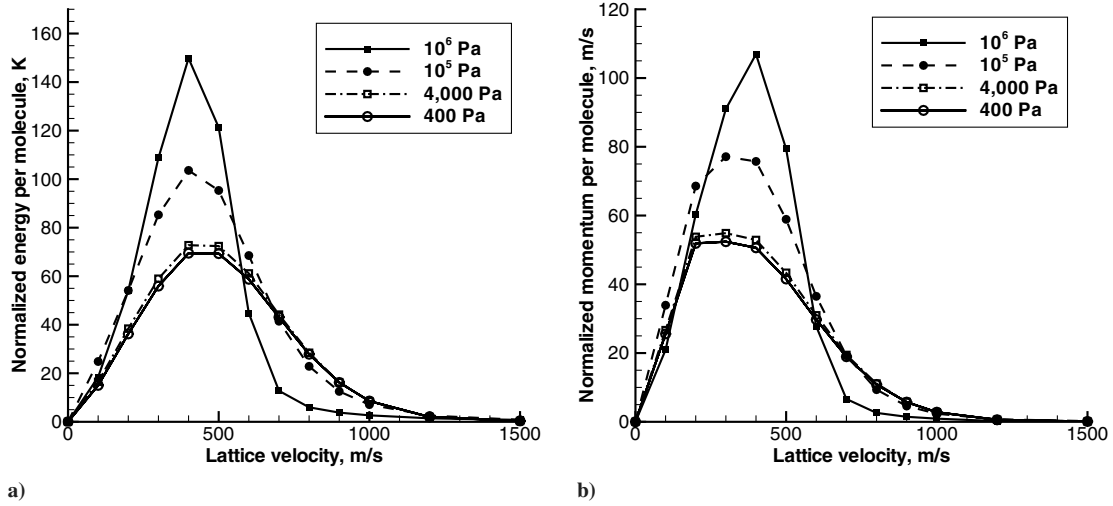 Normalized energy per molecule, K
170
160
140
120
100
80
60
40
20
0
0
500
1000
1500
Lattice velocity, m/s
10⁶ Pa
10⁵ Pa
4,000 Pa
400 Pa
a)
Normalized momentum per molecule, m/s
120
100
80
60
40
20
0
0
500
1000
1500
Lattice velocity, m/s
10⁶ Pa
10⁵ Pa
4,000 Pa
400 Pa
b)